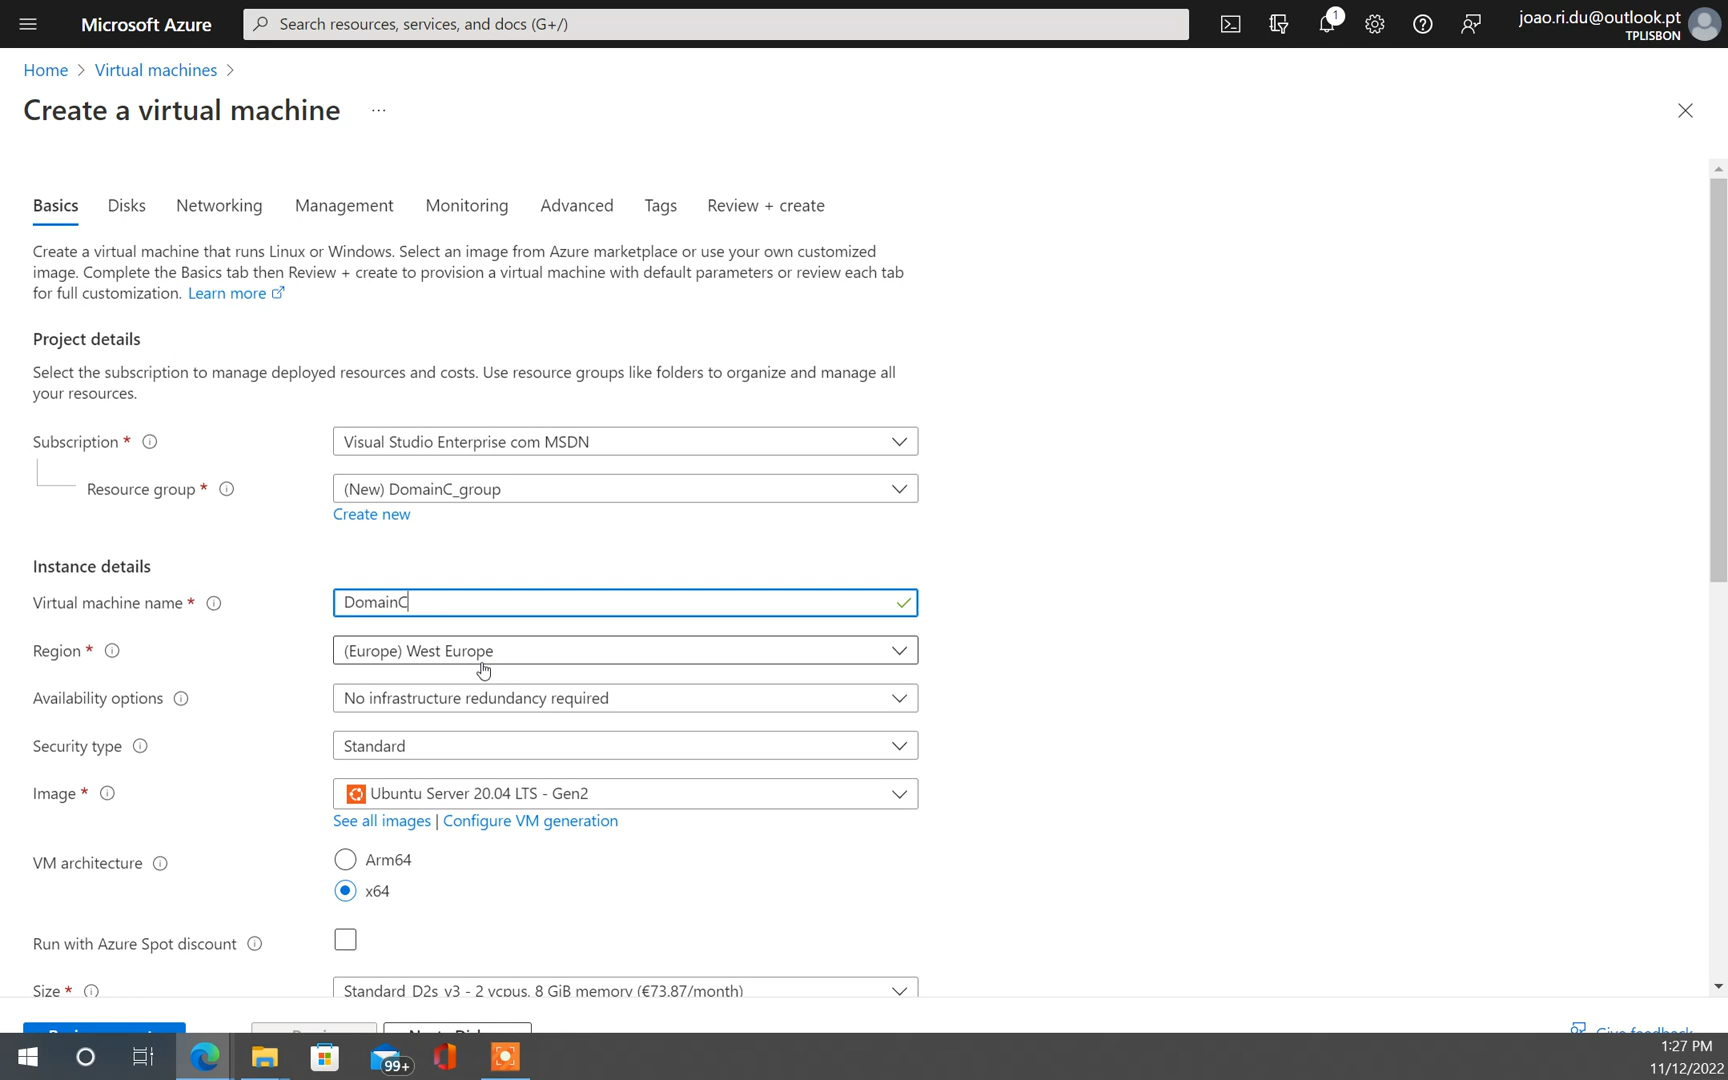 Microsoft Azure
Search resources, services, and docs (G+/)
1
joao.ri.du@outlook.pt
TPLISBON
Home > Virtual machines >
Create a virtual machine ...
Basics Disks Networking Management Monitoring Advanced Tags Review + create
Create a virtual machine that runs Linux or Windows. Select an image from Azure marketplace or use your own customized
image. Complete the Basics tab then Review + create to provision a virtual machine with default parameters or review each tab
for full customization. Learn more
Project details
Select the subscription to manage deployed resources and costs. Use resource groups like folders to organize and manage all
your resources.
Subscription * Visual Studio Enterprise com MSDN
Resource group * (New) DomainC_group
Create new
Instance details
Virtual machine name * DomainC
Region * (Europe) West Europe
Availability options No infrastructure redundancy required
Security type Standard
Image * Ubuntu Server 20.04 LTS - Gen2
See all images | Configure VM generation
VM architecture Arm64
x64
Run with Azure Spot discount
Size * Standard_D2s_v3 - 2 vcpus, 8 GiB memory (€73.87/month)
Give feedback
99+
1:27 PM
11/12/2022